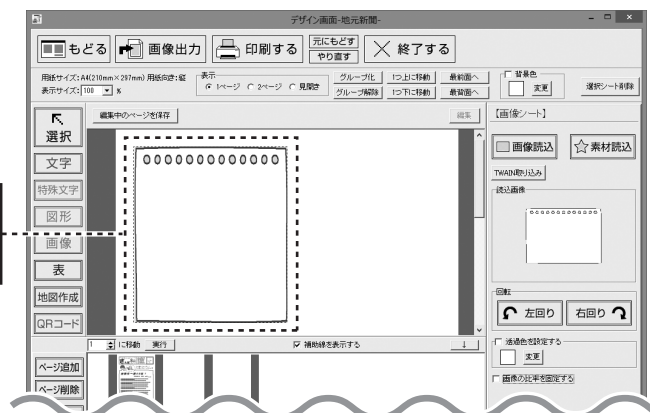 デザイン画面-地元新聞-
もどる 画像出力 印刷する 元にもどす やり直す 終了する
用紙サイズ：A4(210mm×297mm) 用紙向き：縦
表示サイズ： 100 %
表示
1ページ 2ページ 見開き
グループ化 1つ上に移動 最前面へ
グループ解除 1つ下に移動 最背面へ
背景色
変更
選択シート削除
選択
文字
特殊文字
図形
画像
表
地図作成
QRコード
編集中のページを保存 編集
1 に移動 実行 補助線を表示する ↓
ページ追加
ページ削除
【画像シート】
画像読込 素材読込
TWAIN取り込み
読込画像
回転
左回り 右回り
透過色を設定する
変更
画像の比率を固定する